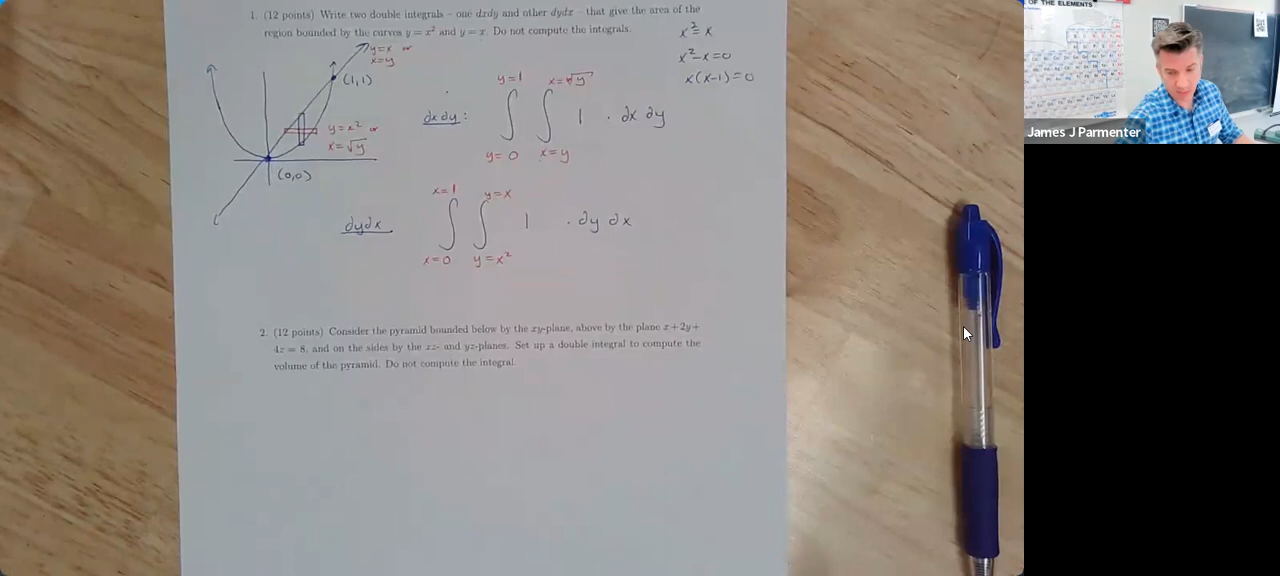 1. (12 points) Write two double integrals – one dxdy and other dydx – that give the area of the
region bounded by the curves y = x² and y = x. Do not compute the integrals.
x² = x
x² - x = 0
x(x-1) = 0
y=x or
x=y
(1,1)
y=x² or
x=√y
(0,0)
dx dy:
y=1 x=√y
∫ ∫ 1 · dx dy
y=0 x=y
dydx
x=1 y=x
∫ ∫ 1 · dy dx
x=0 y=x²
2. (12 points) Consider the pyramid bounded below by the xy-plane, above by the plane x+2y+
4z = 8, and on the sides by the xz- and yz-planes. Set up a double integral to compute the
volume of the pyramid. Do not compute the integral.
OF THE ELEMENTS
James J Parmenter